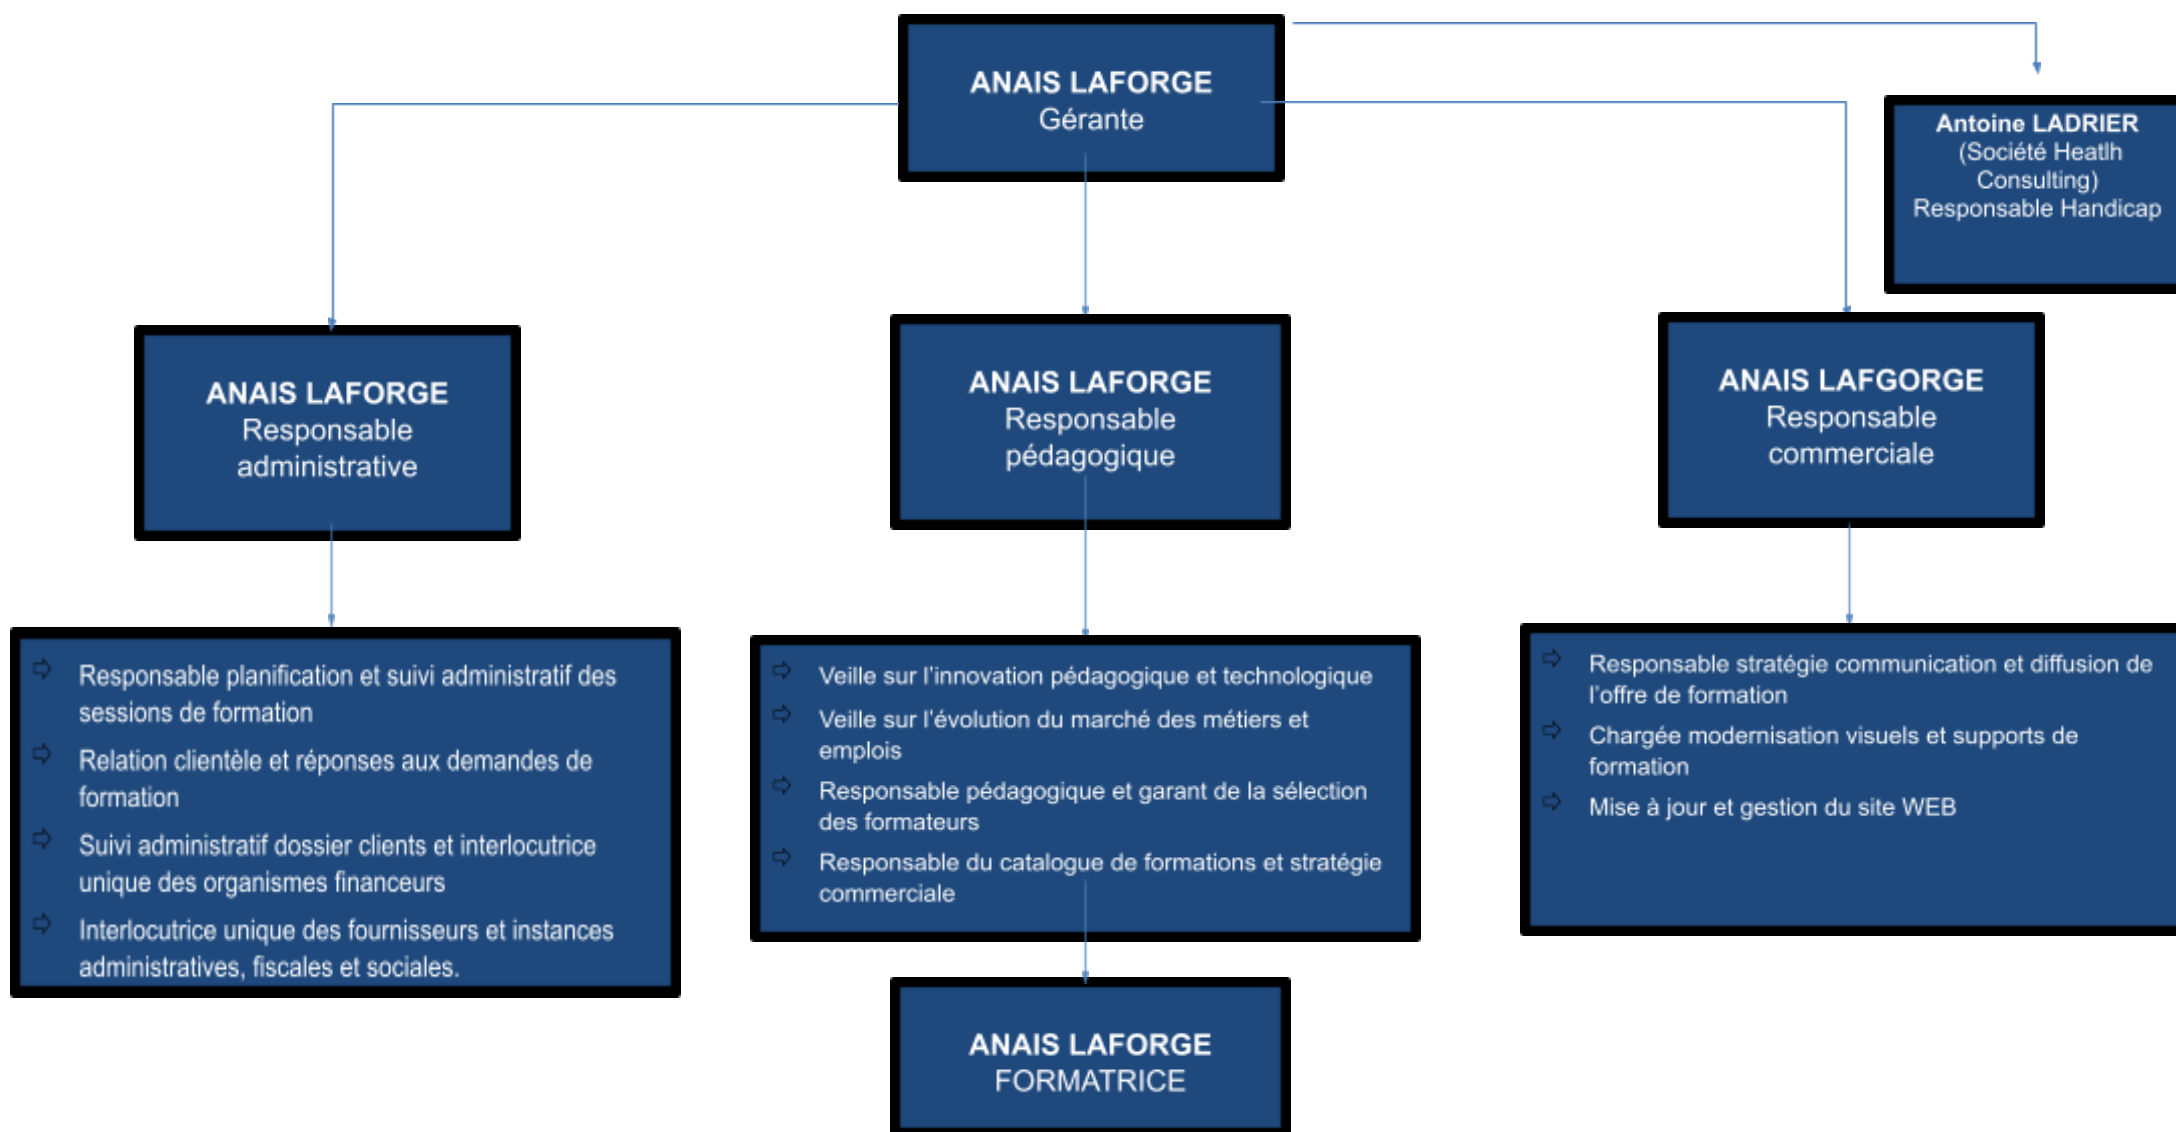 ANAIS LAFORGE
Gérante
Antoine LADRIER
(Société Heatlh
Consulting)
Responsable Handicap
ANAIS LAFORGE
Responsable
administrative
ANAIS LAFORGE
Responsable
pédagogique
ANAIS LAFGORGE
Responsable
commerciale
⇨ Responsable planification et suivi administratif des
sessions de formation
⇨ Relation clientèle et réponses aux demandes de
formation
⇨ Suivi administratif dossier clients et interlocutrice
unique des organismes financeurs
⇨ Interlocutrice unique des fournisseurs et instances
administratives, fiscales et sociales.
⇨ Veille sur l’innovation pédagogique et technologique
⇨ Veille sur l’évolution du marché des métiers et
emplois
⇨ Responsable pédagogique et garant de la sélection
des formateurs
⇨ Responsable du catalogue de formations et stratégie
commerciale
⇨ Responsable stratégie communication et diffusion de
l’offre de formation
⇨ Chargée modernisation visuels et supports de
formation
⇨ Mise à jour et gestion du site WEB
ANAIS LAFORGE
FORMATRICE